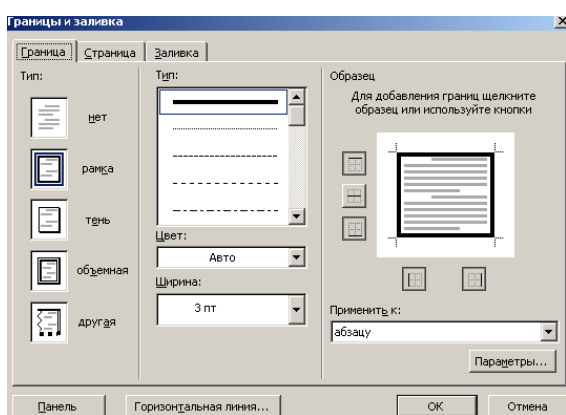 Границы и заливка
Граница
Страница
Заливка
Тип:
нет
рамка
тень
объемная
другая
Тип:
Цвет:
Авто
Ширина:
3 пт
Образец
Для добавления границ щелкните
образец или используйте кнопки
Применить к:
абзацу
Параметры...
Панель
Горизонтальная линия...
ОК
Отмена